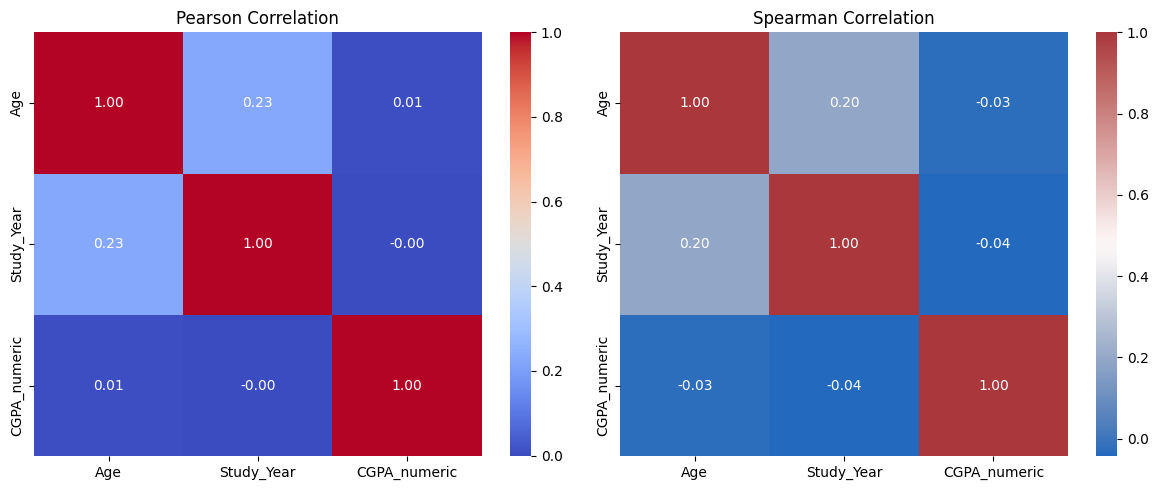 Pearson Correlation
Age
Study_Year
CGPA_numeric
1.00 0.23 0.01
0.23 1.00 -0.00
0.01 -0.00 1.00
Age Study_Year CGPA_numeric
1.0
0.8
0.6
0.4
0.2
0.0
Spearman Correlation
Age
Study_Year
CGPA_numeric
1.00 0.20 -0.03
0.20 1.00 -0.04
-0.03 -0.04 1.00
Age Study_Year CGPA_numeric
1.0
0.8
0.6
0.4
0.2
0.0